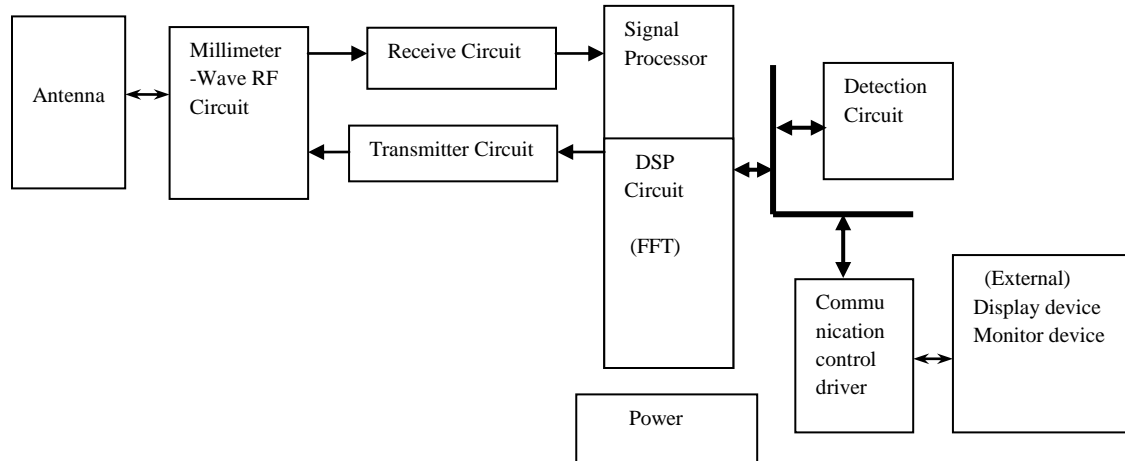 Antenna
Millimeter
-Wave RF
Circuit
Receive Circuit
Transmitter Circuit
Signal
Processor
DSP
Circuit
(FFT)
Detection
Circuit
Commu
nication
control
driver
(External)
Display device
Monitor device
Power